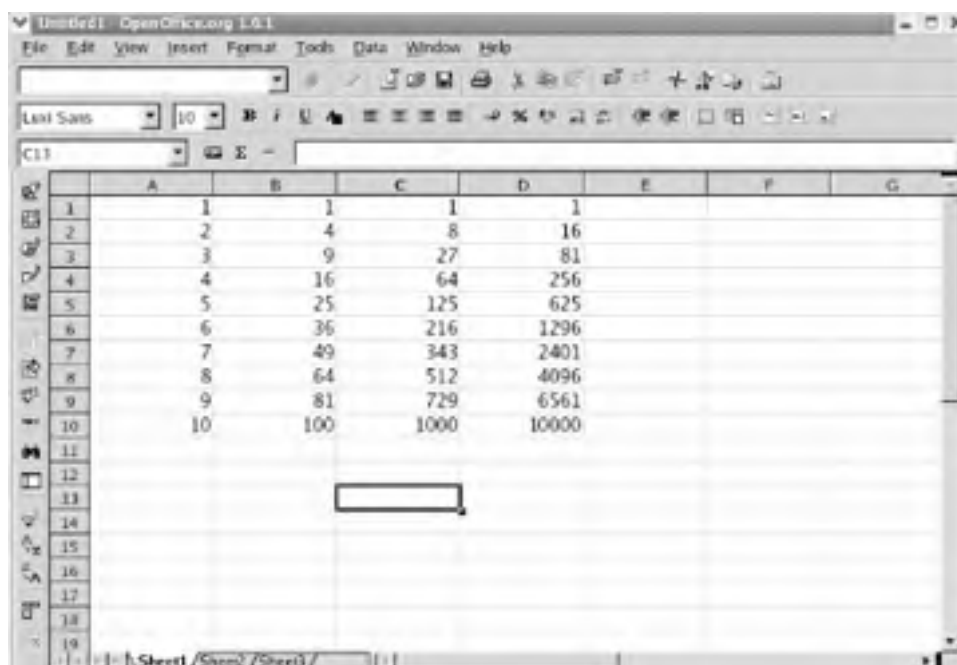 Untitled1 OpenOffice.org 1.0.1
File Edit View Insert Format Tools Data Window Help
Luxi Sans 10 B i U A
C13 Σ =
A B C D E F G
1 1 1 1 1
2 2 4 8 16
3 3 9 27 81
4 4 16 64 256
5 5 25 125 625
6 6 36 216 1296
7 7 49 343 2401
8 8 64 512 4096
9 9 81 729 6561
10 10 100 1000 10000
11
12
13
14
15
16
17
18
19
Sheet1 Sheet2 Sheet3